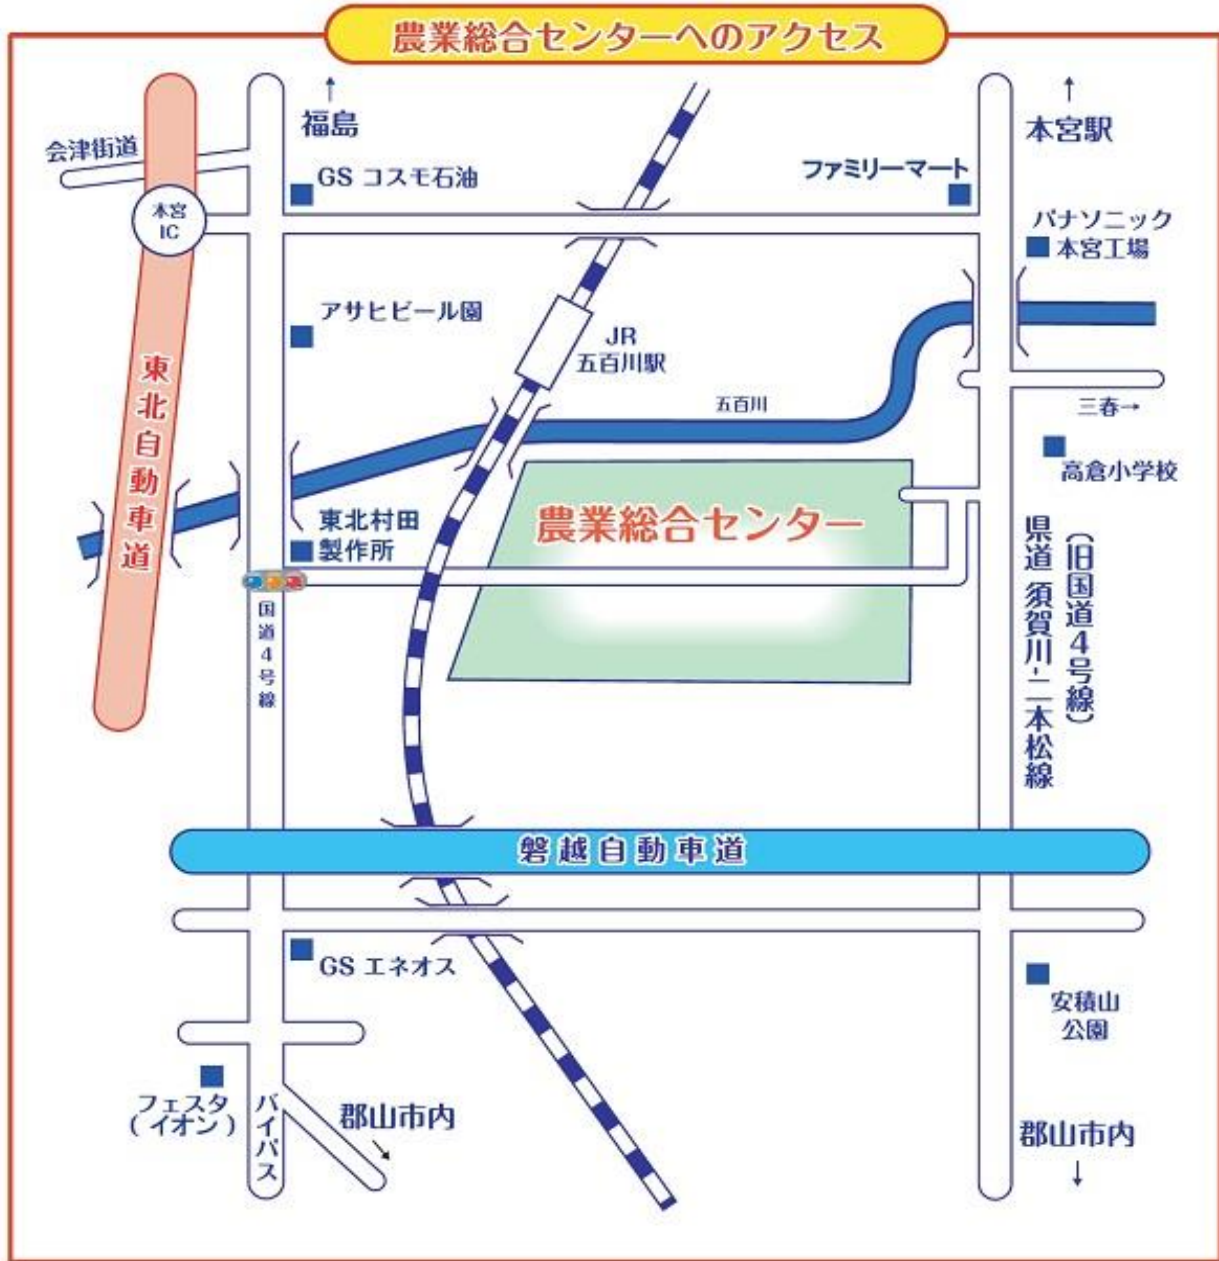 農業総合センターへのアクセス
↑
福島
↑
本宮駅
会津街道
GS コスモ石油
ファミリーマート
本宮
IC
パナソニック
本宮工場
アサヒビール園
JR
五百川駅
東北自動車道
五百川
三春→
高倉小学校
東北村田
製作所
農業総合センター
国道4号線
(旧国道4号線)
県道 須賀川-二本松線
磐越自動車道
GS エネオス
安積山
公園
フェスタ
(イオン)
バイパス
郡山市内
↘
郡山市内
↓